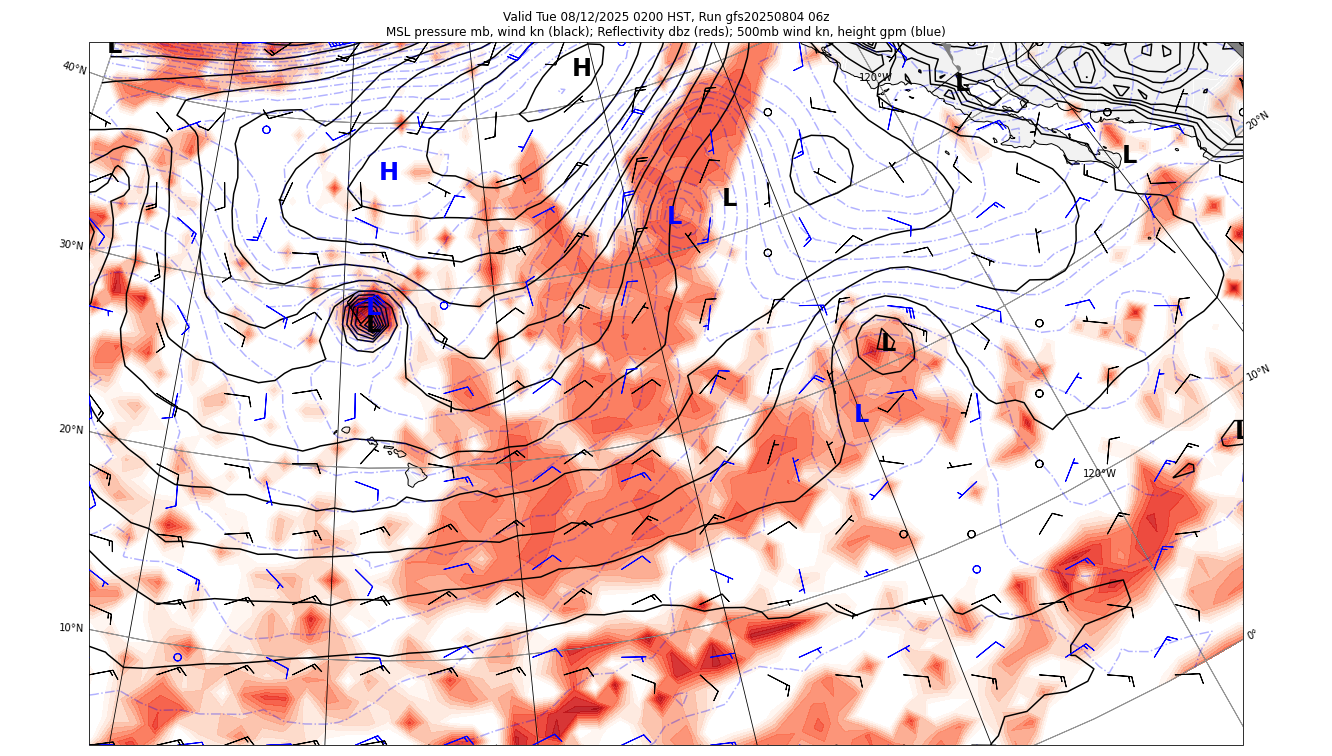 Valid Tue 08/12/2025 0200 HST, Run gfs20250804 06z
MSL pressure mb, wind kn (black); Reflectivity dbz (reds); 500mb wind kn, height gpm (blue)
L
H
40°N
120°W
L
20°N
L
H
L
L
30°N
L
L
L
10°N
L
20°N
L
120°W
10°N
0°